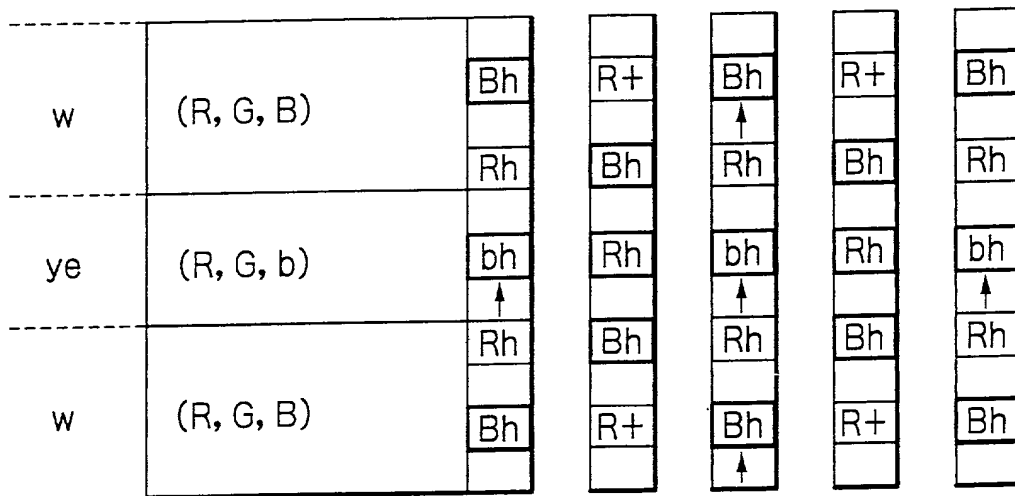 Bh R+ Bh R+ Bh
w (R, G, B)
Rh Bh Rh Bh Rh
ye (R, G, b) bh Rh bh Rh bh
Rh Bh Rh Bh Rh
w (R, G, B) Bh R+ Bh R+ Bh